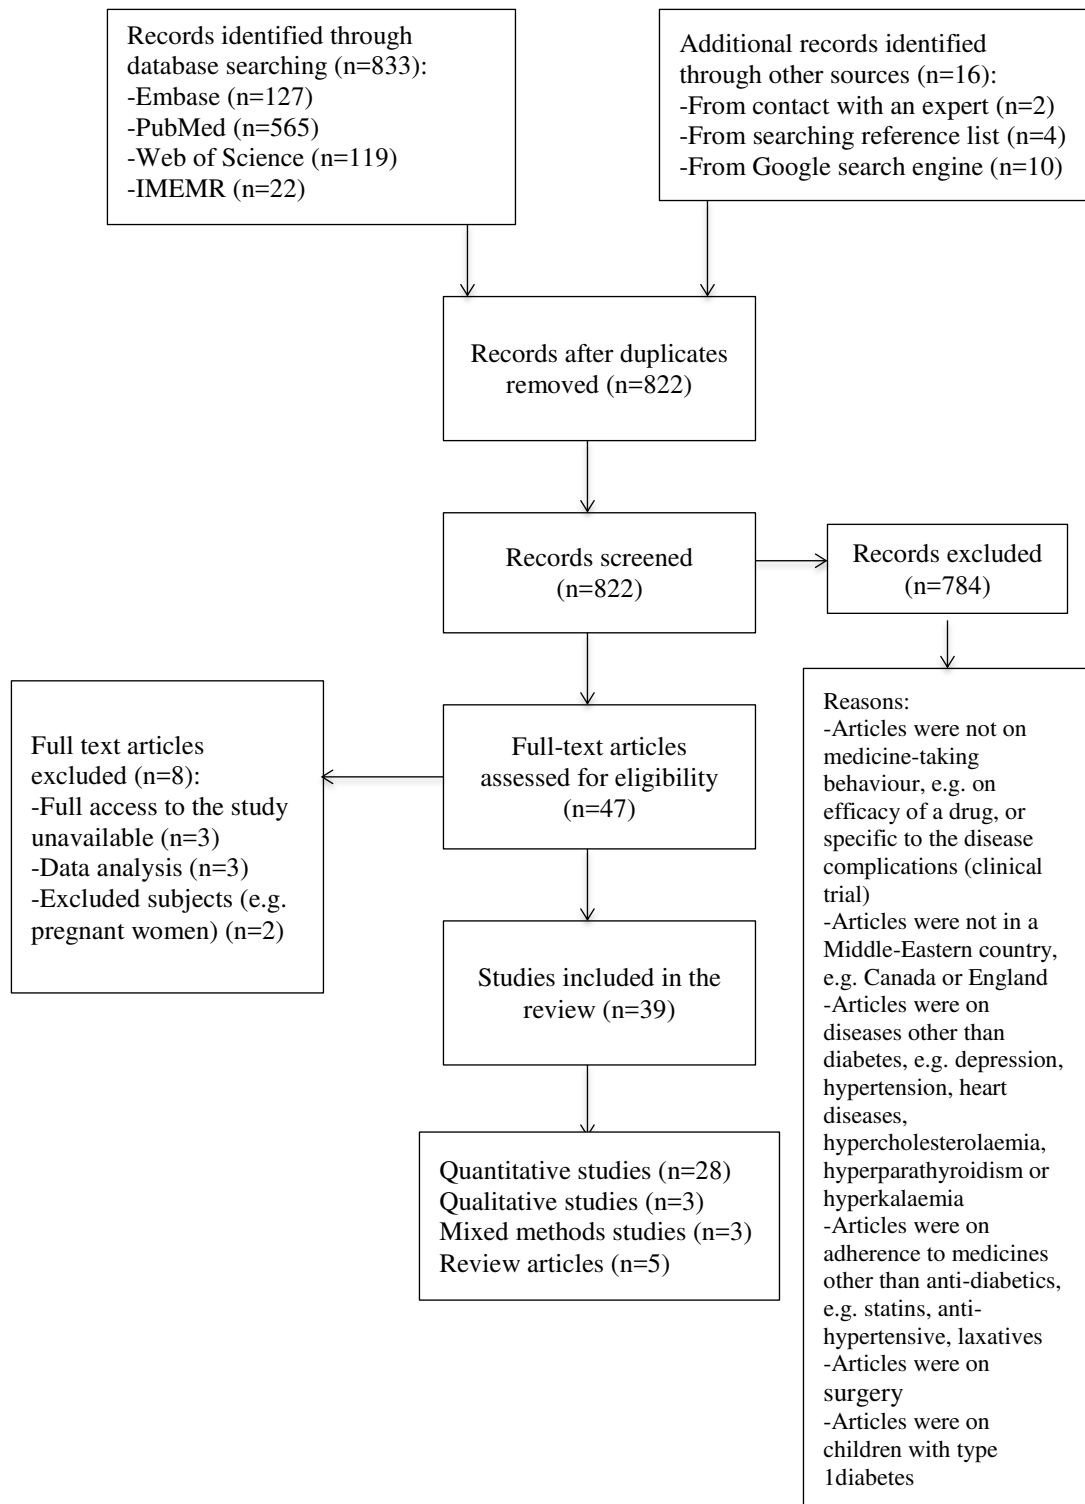 Records identified through
database searching (n=833):
-Embase (n=127)
-PubMed (n=565)
-Web of Science (n=119)
-IMEMR (n=22)
Additional records identified
through other sources (n=16):
-From contact with an expert (n=2)
-From searching reference list (n=4)
-From Google search engine (n=10)
Records after duplicates
removed (n=822)
Records screened
(n=822)
Records excluded
(n=784)
Reasons:
-Articles were not on
medicine-taking
behaviour, e.g. on
efficacy of a drug, or
specific to the disease
complications (clinical
trial)
-Articles were not in a
Middle-Eastern country,
e.g. Canada or England
-Articles were on
diseases other than
diabetes, e.g. depression,
hypertension, heart
diseases,
hypercholesterolaemia,
hyperparathyroidism or
hyperkalaemia
-Articles were on
adherence to medicines
other than anti-diabetics,
e.g. statins, anti-
hypertensive, laxatives
-Articles were on
surgery
-Articles were on
children with type
1diabetes
Full-text articles
assessed for eligibility
(n=47)
Full text articles
excluded (n=8):
-Full access to the study
unavailable (n=3)
-Data analysis (n=3)
-Excluded subjects (e.g.
pregnant women) (n=2)
Studies included in the
review (n=39)
Quantitative studies (n=28)
Qualitative studies (n=3)
Mixed methods studies (n=3)
Review articles (n=5)